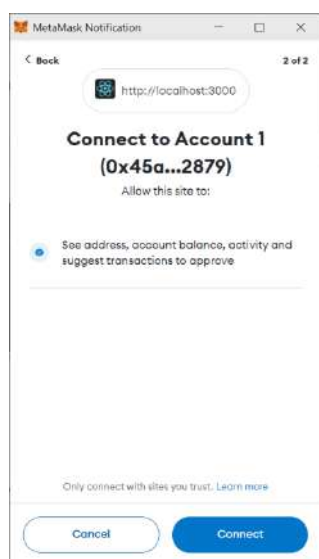 MetaMask Notification
< Back
2 of 2
http://localhost:3000
Connect to Account 1
(0x45a...2879)
Allow this site to:
See address, account balance, activity and
suggest transactions to approve
Only connect with sites you trust. Learn more
Cancel
Connect